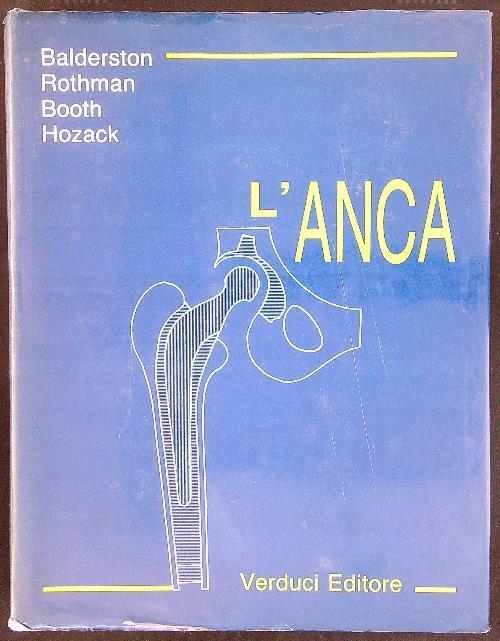 Balderston
Rothman
Booth
Hozack
L'ANCA
Verduci Editore